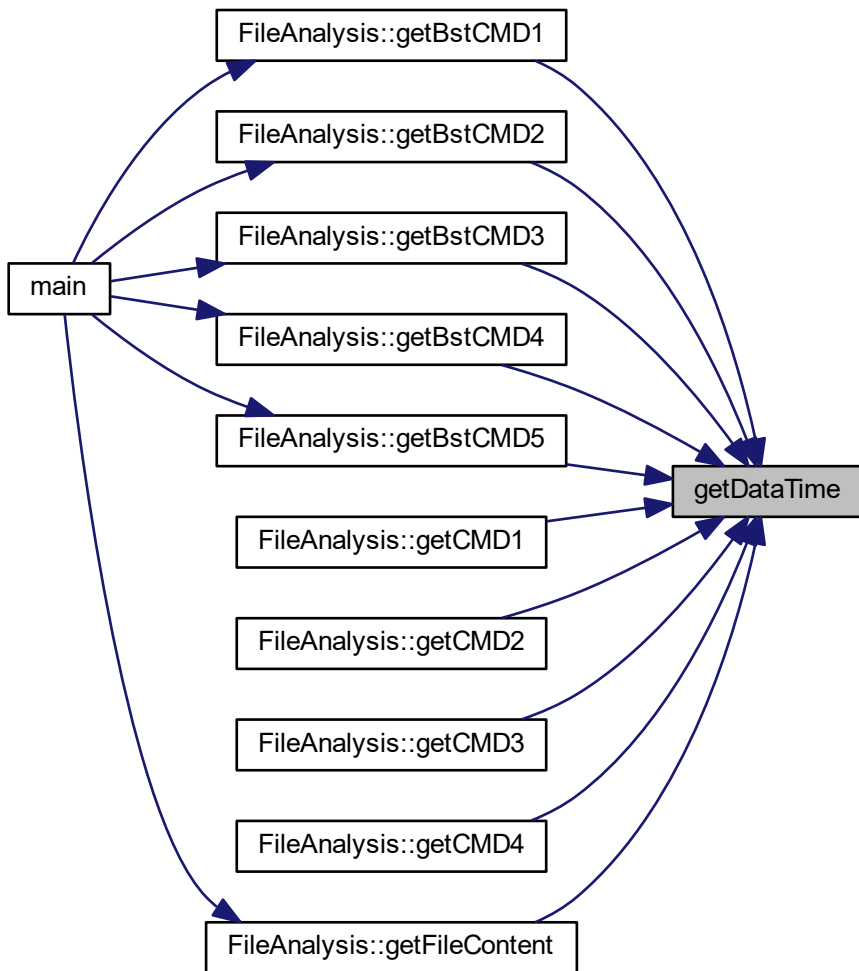 FileAnalysis::getBstCMD1
FileAnalysis::getBstCMD2
FileAnalysis::getBstCMD3
main
FileAnalysis::getBstCMD4
FileAnalysis::getBstCMD5
getDataTime
FileAnalysis::getCMD1
FileAnalysis::getCMD2
FileAnalysis::getCMD3
FileAnalysis::getCMD4
FileAnalysis::getFileContent